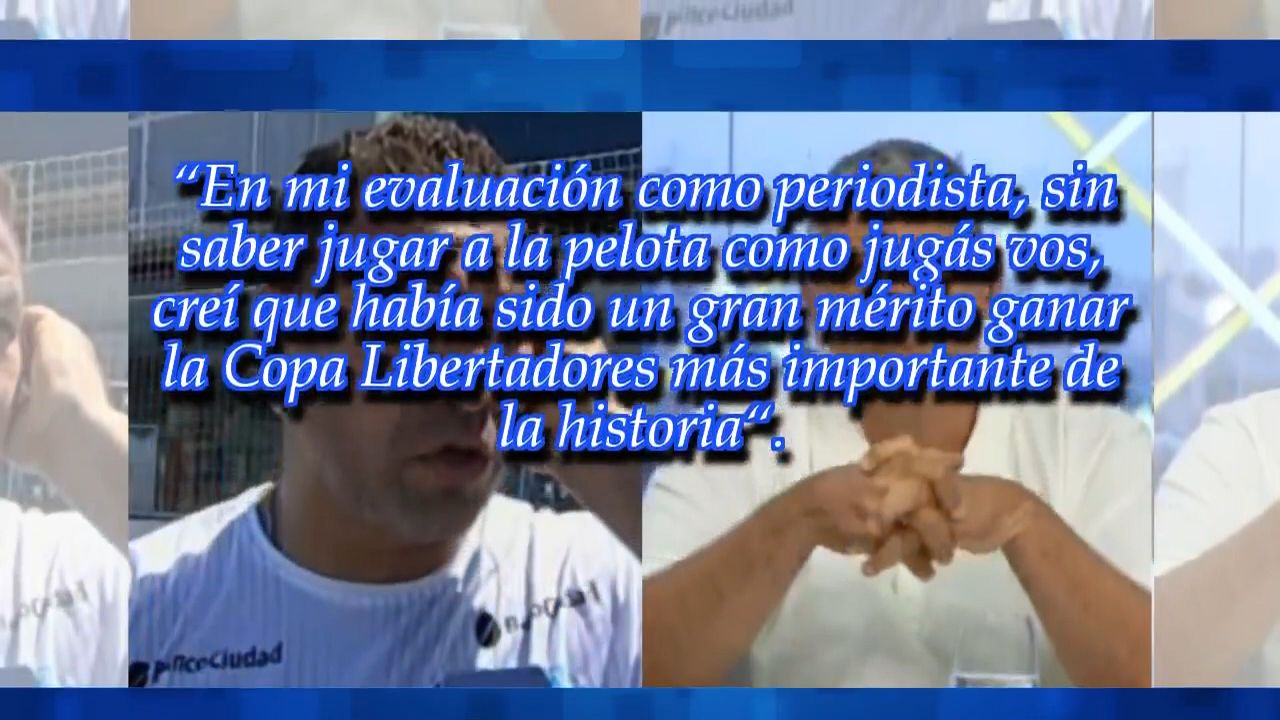 “En mi evaluación como periodista, sin
saber jugar a la pelota como jugás vos,
creí que había sido un gran mérito ganar
la Copa Libertadores más importante de
la historia“.